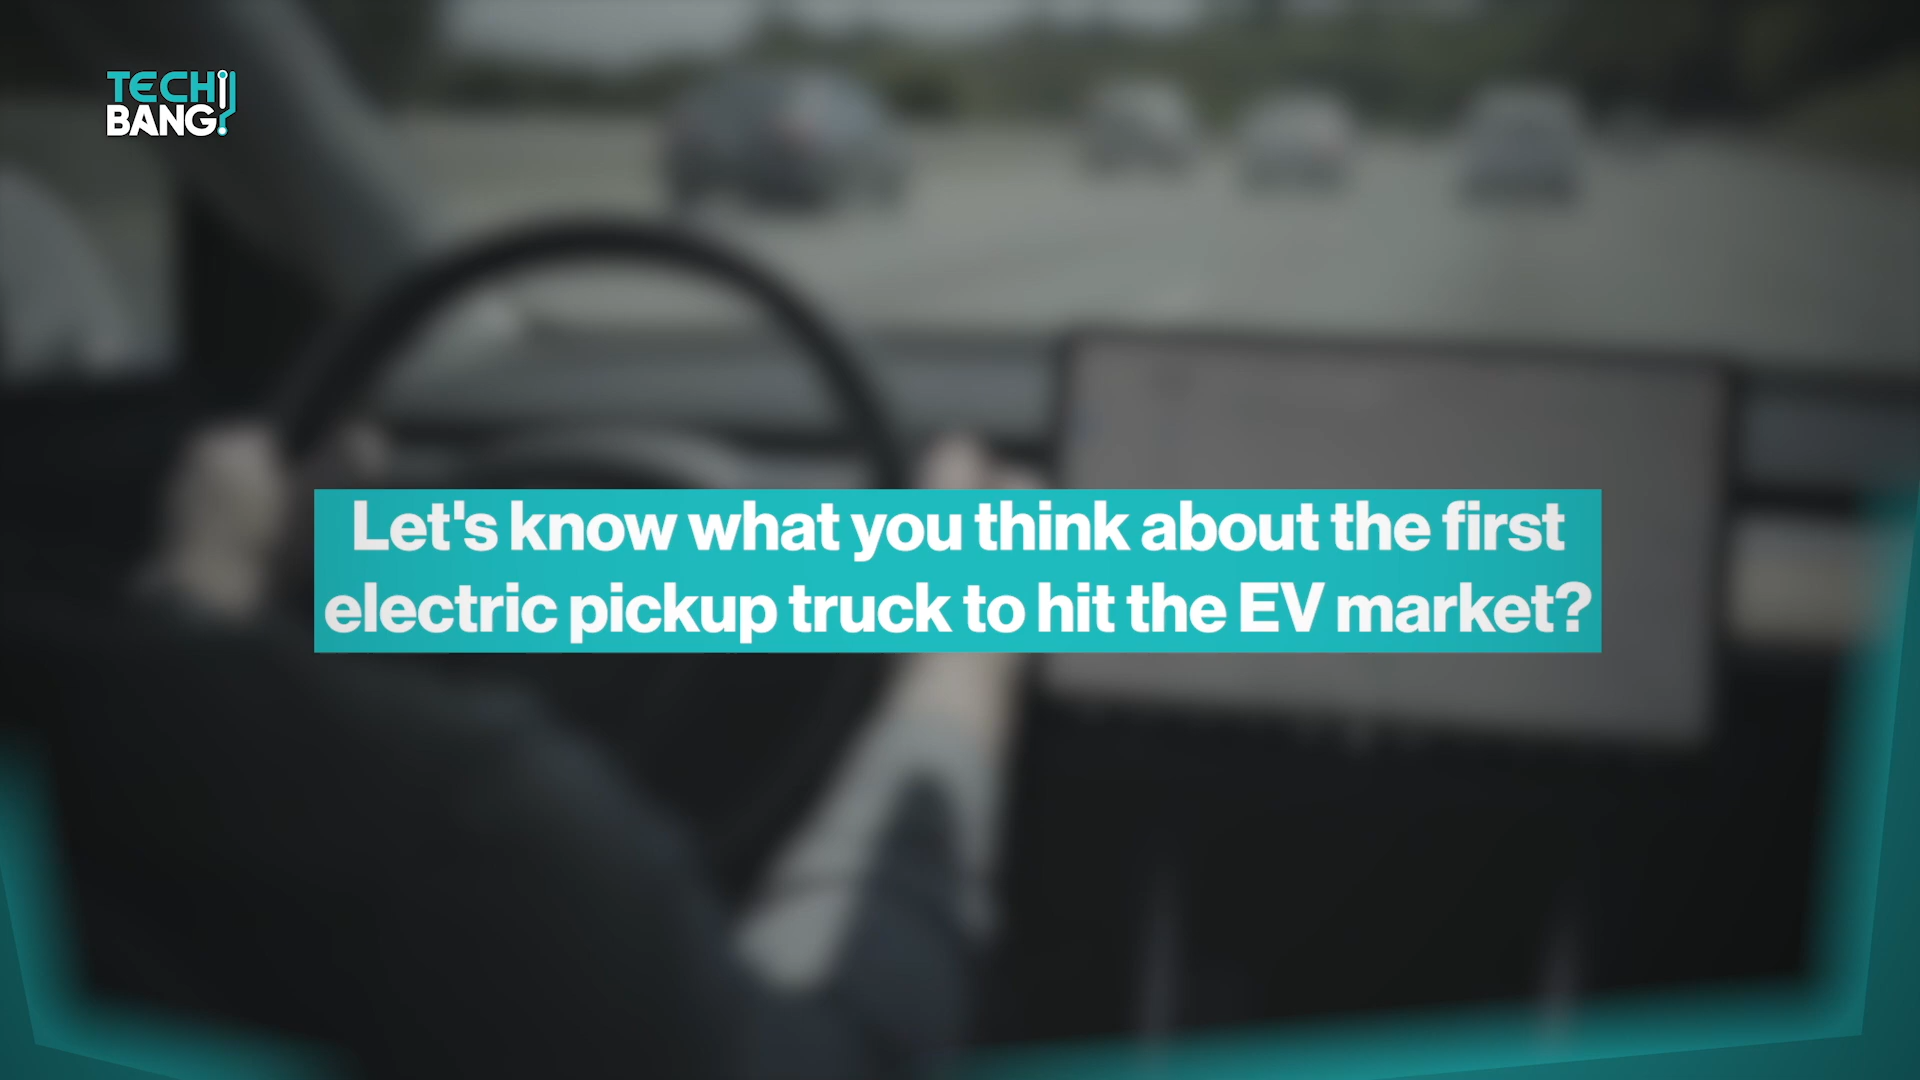 TECH
BANG!
Let's know what you think about the first
electric pickup truck to hit the EV market?